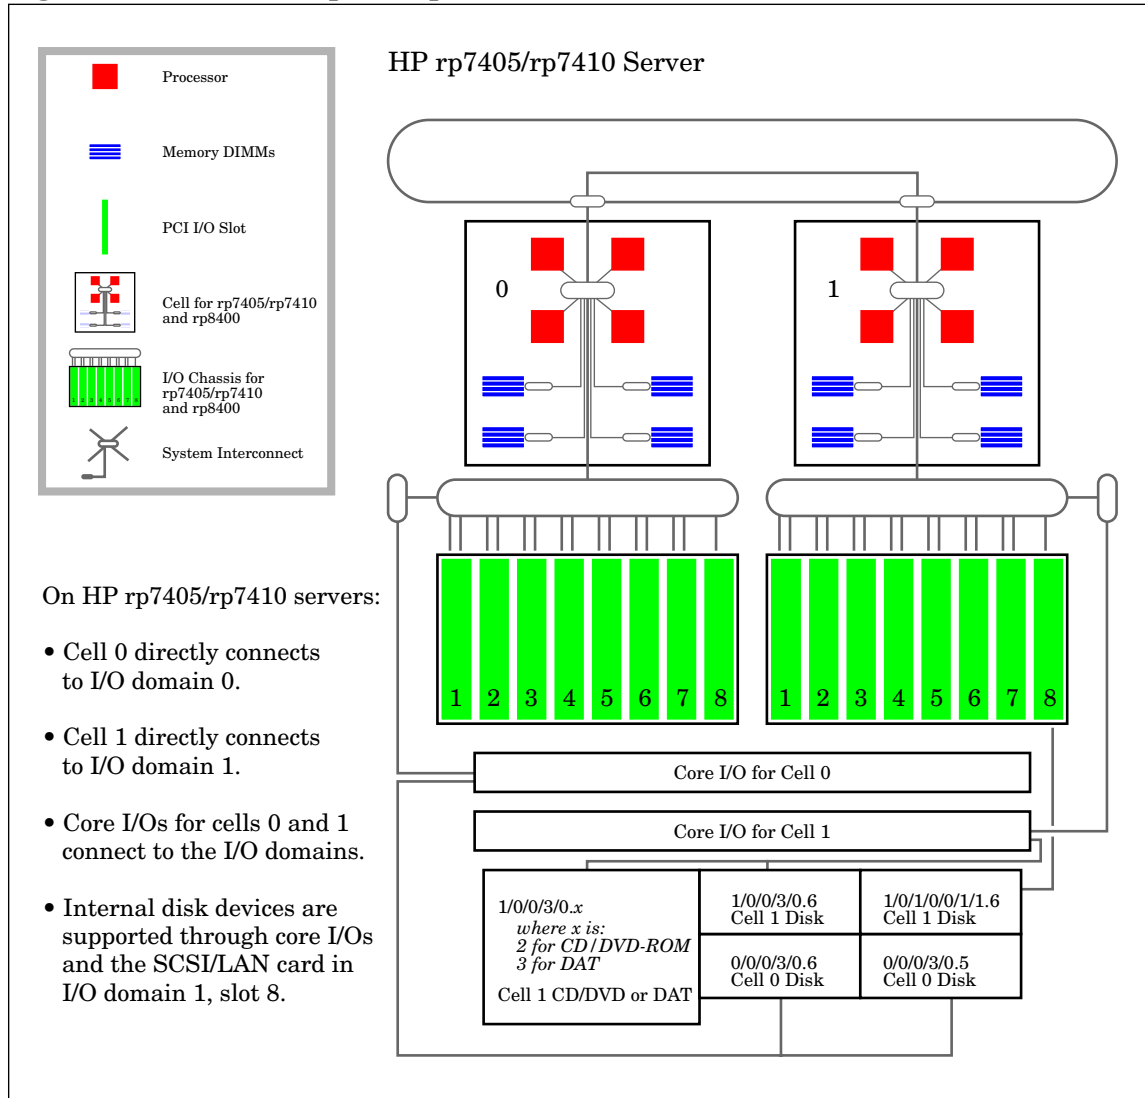 HP rp7405/rp7410 Server
Processor
Memory DIMMs
PCI I/O Slot
Cell for rp7405/rp7410
and rp8400
1 2 3 4 5 6 7 8
I/O Chassis for
rp7405/rp7410
and rp8400
System Interconnect
0
1
1 2 3 4 5 6 7 8
1 2 3 4 5 6 7 8
On HP rp7405/rp7410 servers:
• Cell 0 directly connects
to I/O domain 0.
• Cell 1 directly connects
to I/O domain 1.
• Core I/Os for cells 0 and 1
connect to the I/O domains.
• Internal disk devices are
supported through core I/Os
and the SCSI/LAN card in
I/O domain 1, slot 8.
Core I/O for Cell 0
Core I/O for Cell 1
1/0/0/3/0.x
where x is:
2 for CD/DVD-ROM
3 for DAT
Cell 1 CD/DVD or DAT
1/0/0/3/0.6
Cell 1 Disk
1/0/1/0/0/1/1.6
Cell 1 Disk
0/0/0/3/0.6
Cell 0 Disk
0/0/0/3/0.5
Cell 0 Disk